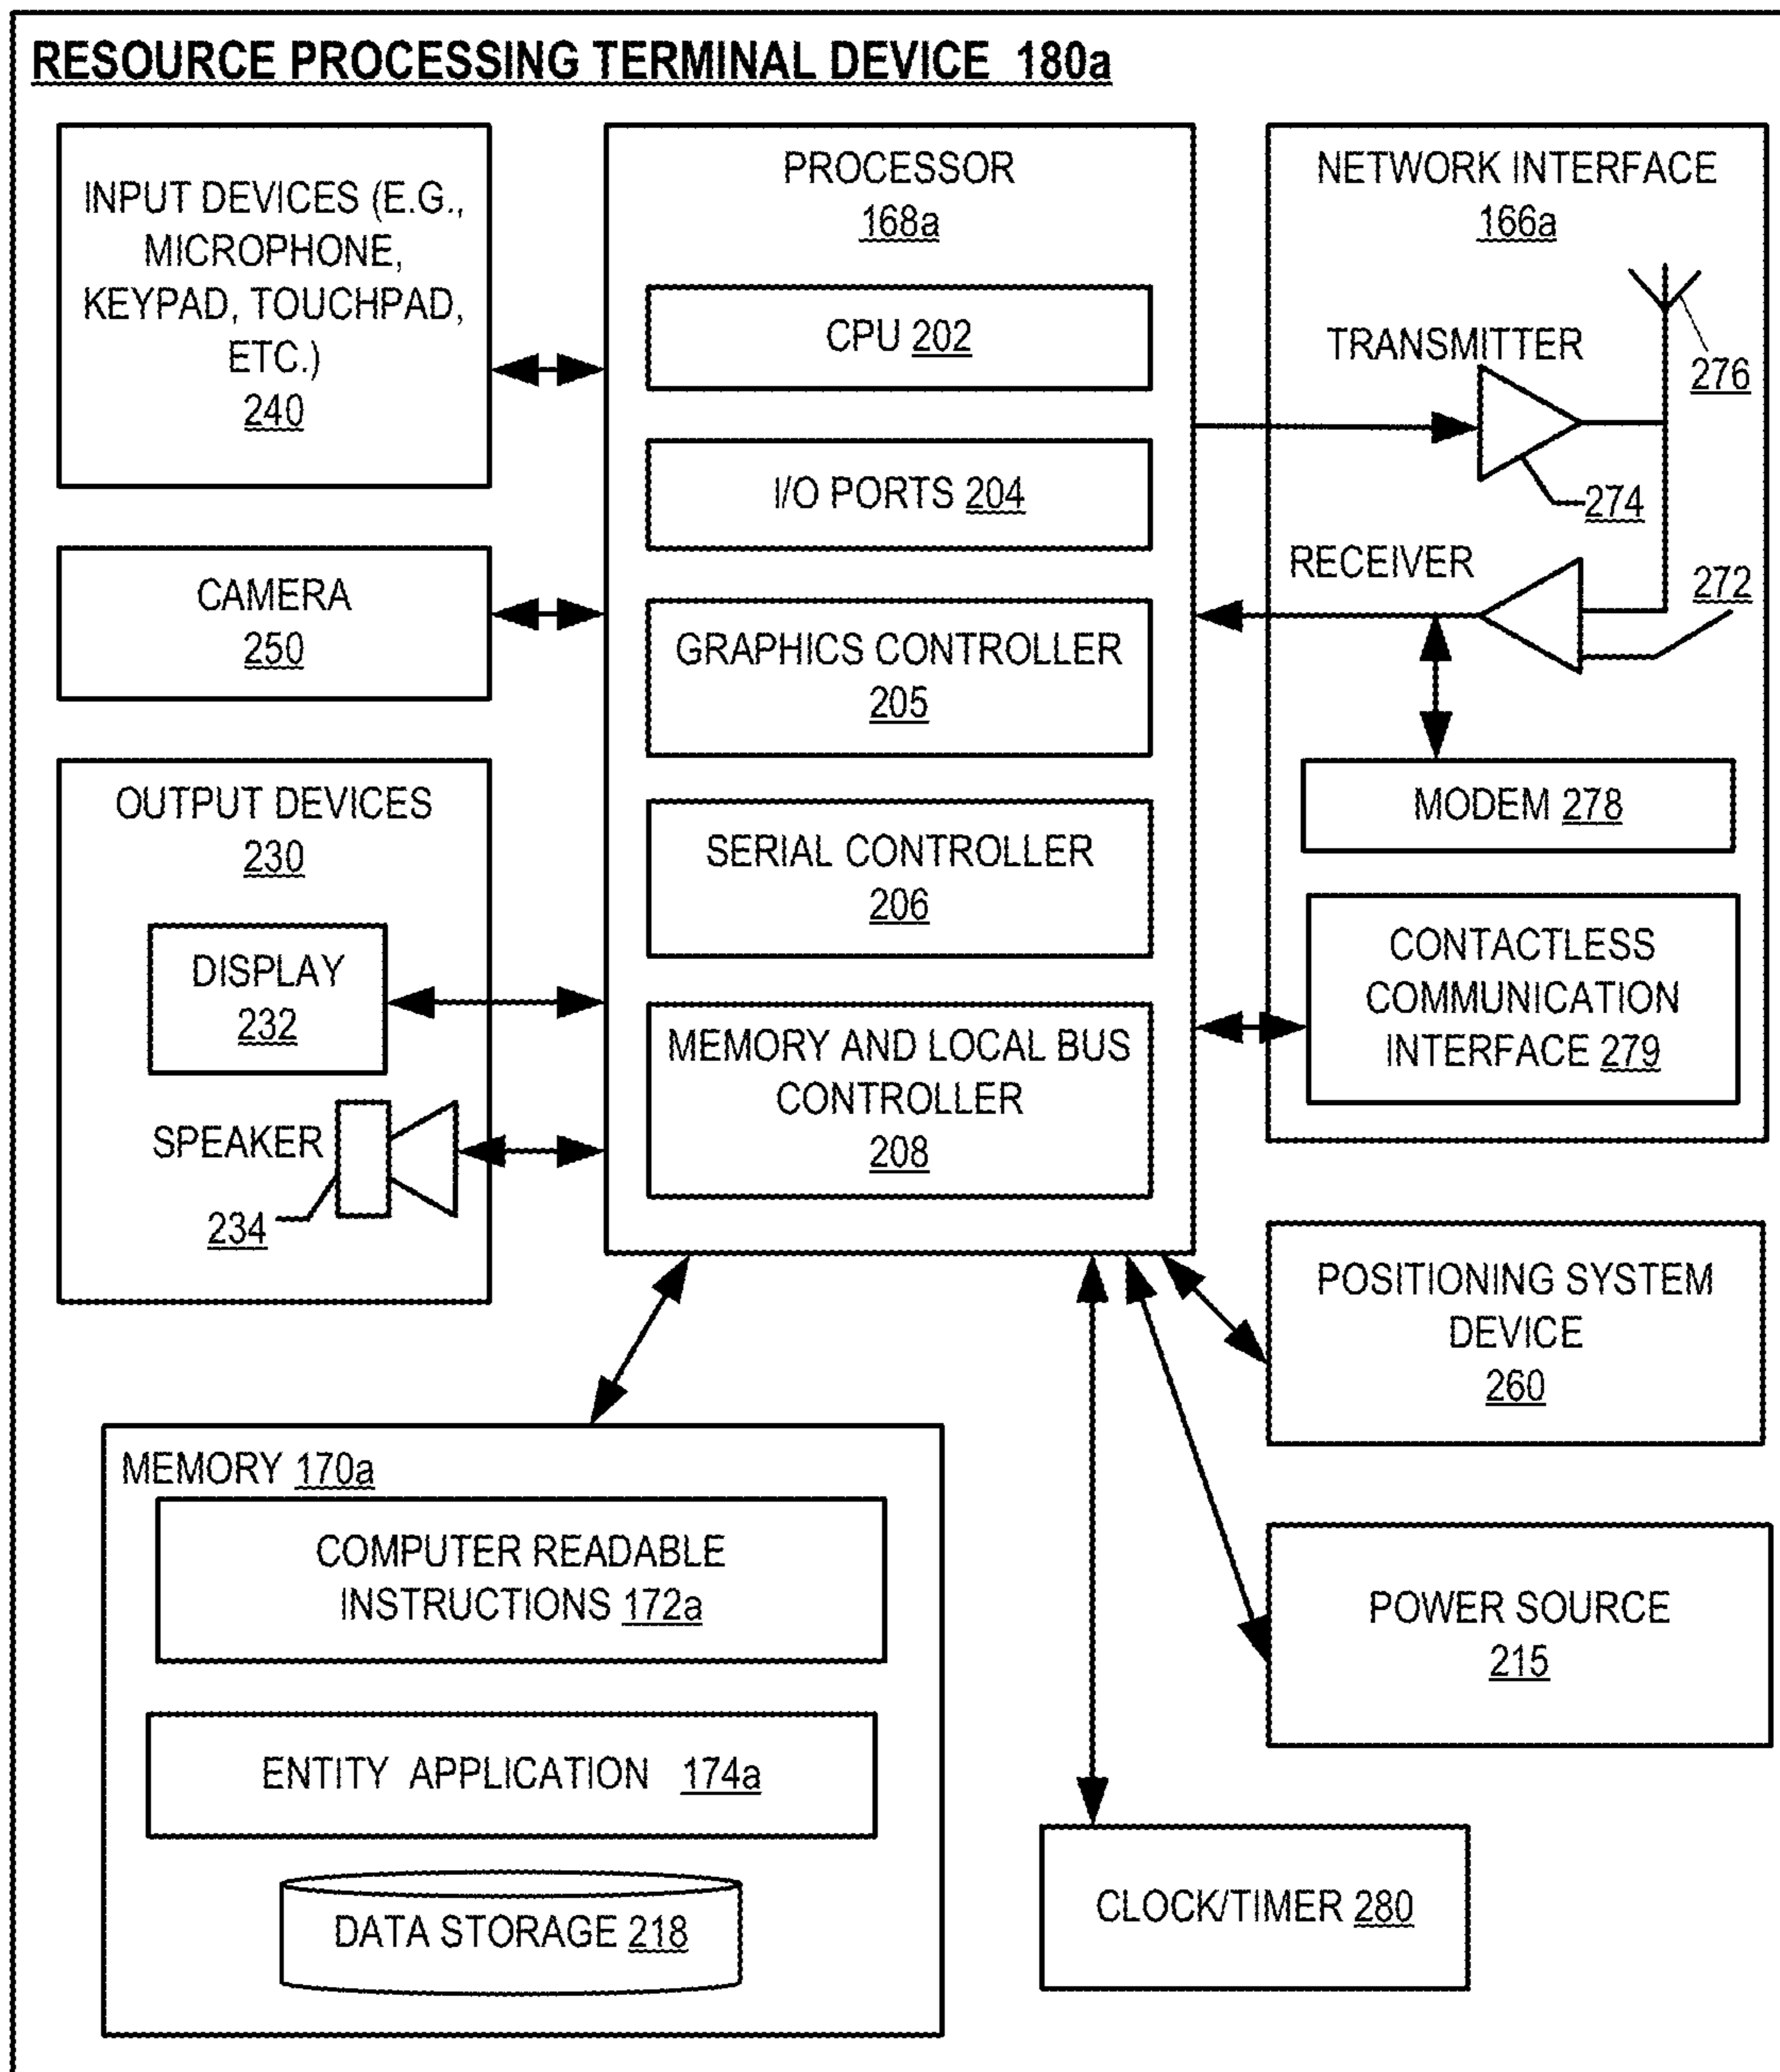 RESOURCE PROCESSING TERMINAL DEVICE 180a
INPUT DEVICES (E.G.,
MICROPHONE,
KEYPAD, TOUCHPAD,
ETC.)
240
CAMERA
250
OUTPUT DEVICES
230
DISPLAY
232
SPEAKER
234
PROCESSOR
168a
CPU 202
I/O PORTS 204
GRAPHICS CONTROLLER
205
SERIAL CONTROLLER
206
MEMORY AND LOCAL BUS
CONTROLLER
208
NETWORK INTERFACE
166a
TRANSMITTER
276
274
RECEIVER
272
MODEM 278
CONTACTLESS
COMMUNICATION
INTERFACE 279
POSITIONING SYSTEM
DEVICE
260
POWER SOURCE
215
MEMORY 170a
COMPUTER READABLE
INSTRUCTIONS 172a
ENTITY APPLICATION 174a
DATA STORAGE 218
CLOCK/TIMER 280